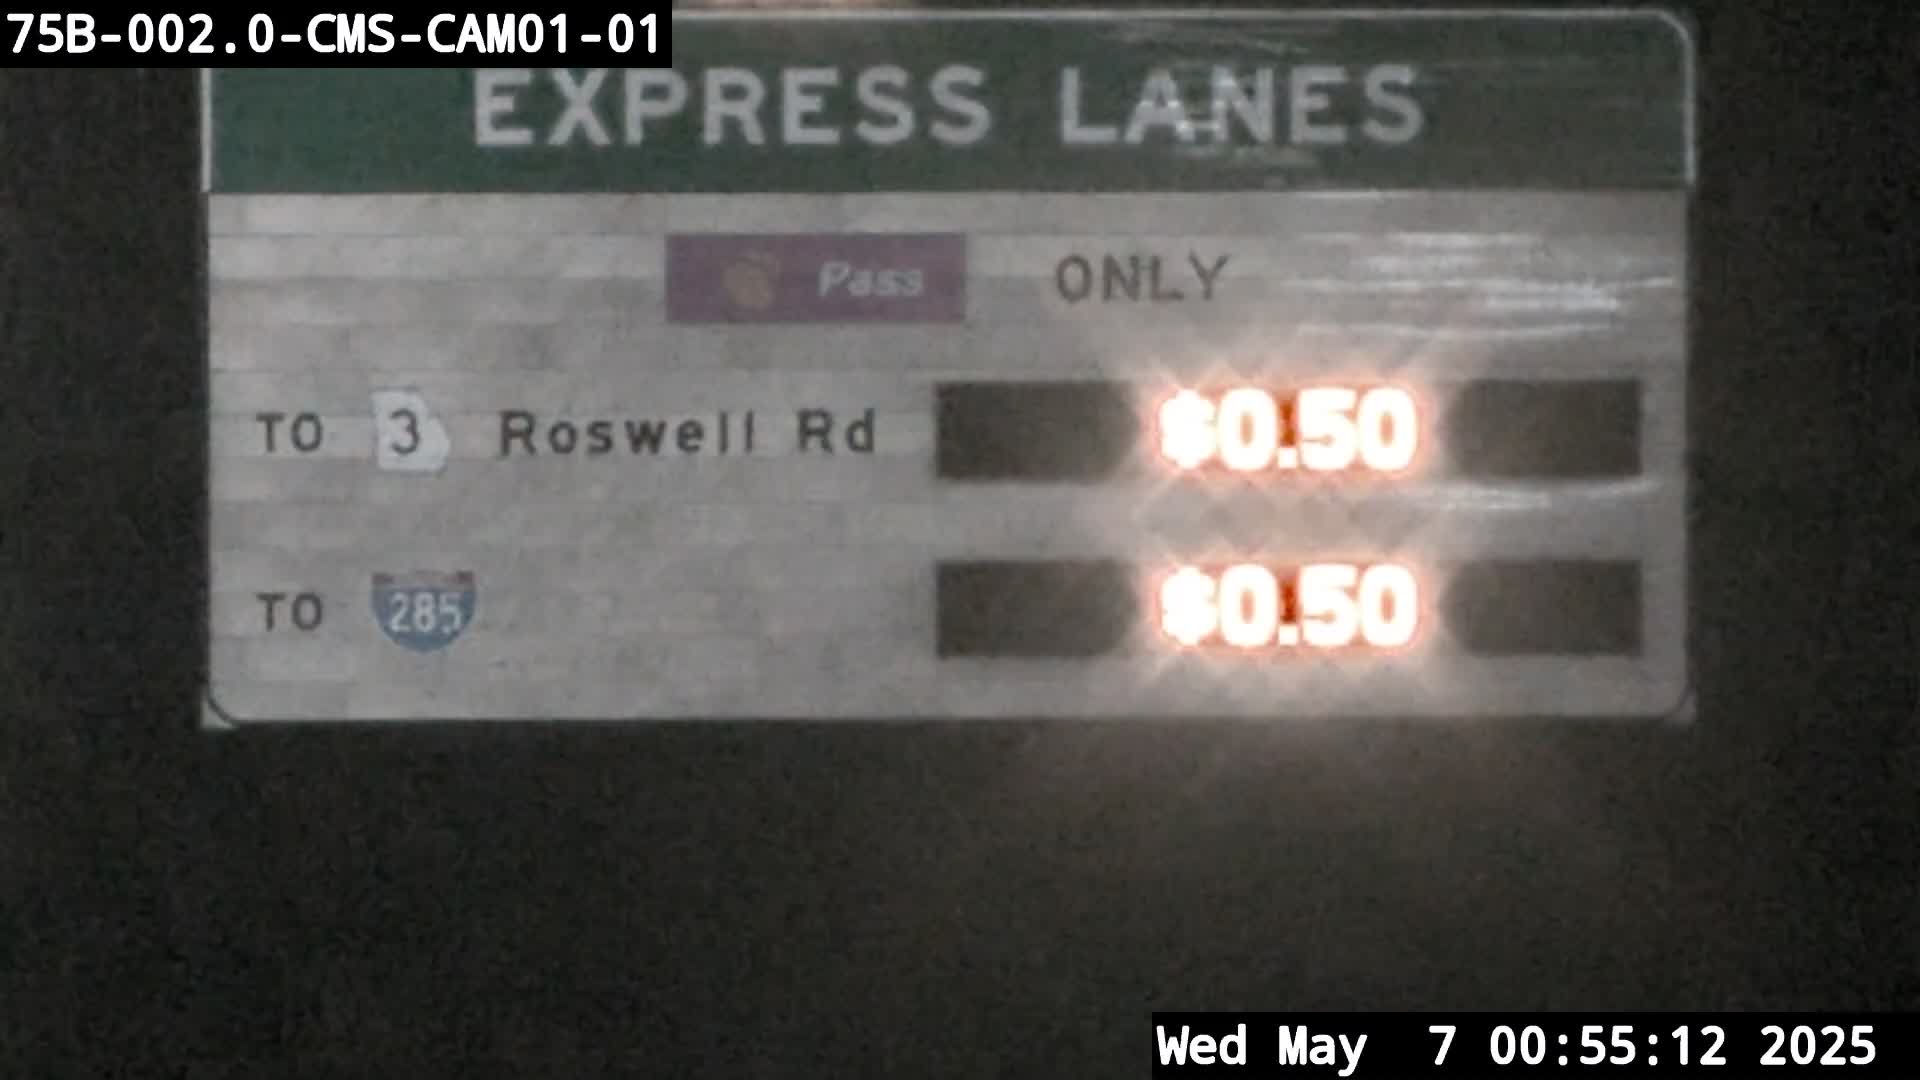 75B-002.0-CMS-CAM01-01
EXPRESS LANES
Pass ONLY
TO 3 Roswell Rd $0.50
TO 285 $0.50
Wed May 7 00:55:12 2025